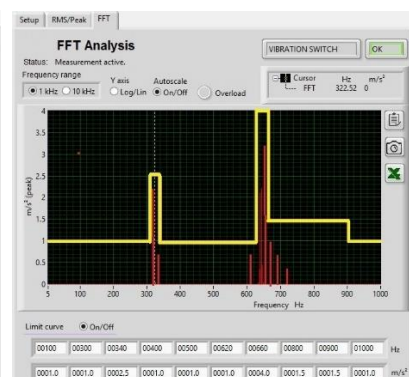 Setup RMS/Peak FFT
FFT Analysis
VIBRATION SWITCH OK
Status: Measurement active.
Frequency range Y axis Autoscale
1 kHz 10 kHz Log/Lin On/Off Overload
Cursor Hz m/s²
FFT 322.52 0
m/s² (peak)
4
3.5
3
2.5
2
1.5
1
0.5
0
5 100 200 300 400 500 600 700 800 900 1000
Frequency Hz
Limit curve On/Off
00100 00300 00340 00400 00500 00620 00660 00800 00900 01000 Hz
0001.0 0001.0 0002.5 0001.0 0001.0 0001.0 0004.0 0001.5 0001.5 0001.0 m/s²